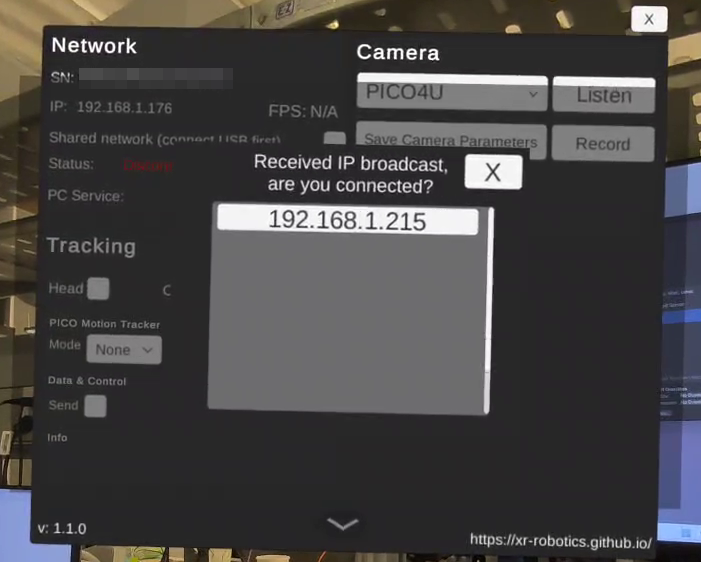 X
Network
Camera
SN:
PICO4U
Listen
IP: 192.168.1.176
FPS: N/A
Shared network (connect USB first)
Save Camera Parameters
Record
Status:
Received IP broadcast,
are you connected?
X
PC Service:
192.168.1.215
Tracking
Head
C
PICO Motion Tracker
Mode
None
Data & Control
Send
Info
v: 1.1.0
https://xr-robotics.github.io/